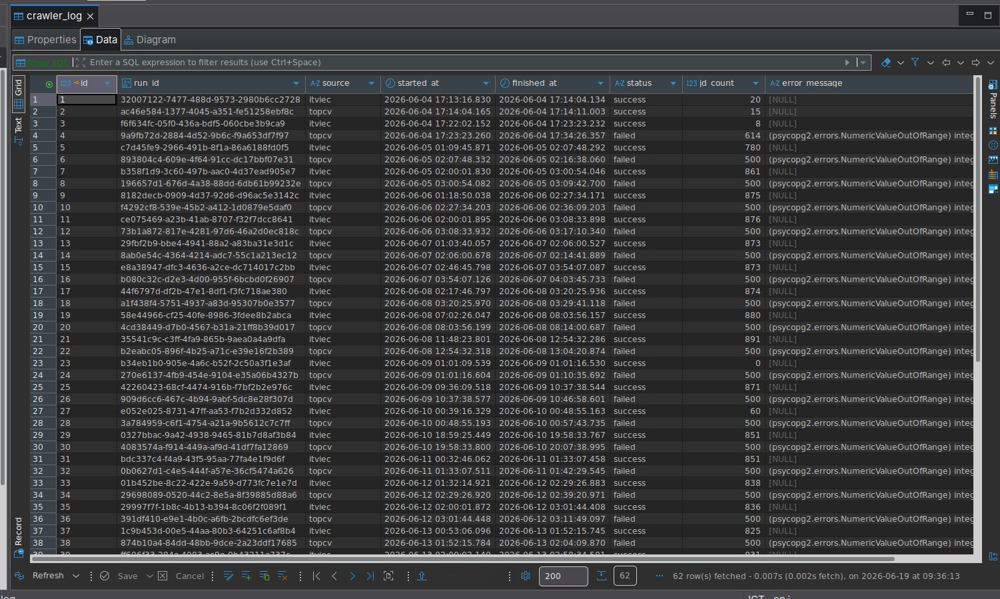 crawler_log
Properties Data Diagram
Show SQL Enter a SQL expression to filter results (use Ctrl+Space)
Grid
Text
Record
Panels
123 id run_id A-Z source started_at finished_at A-Z status 123 jd_count A-Z error_message
1 1 32007122-7477-488d-9573-2980b6cc2728 itviec 2026-06-04 17:13:16.830 2026-06-04 17:14:04.134 success 20 [NULL]
2 2 ac46e584-1377-4045-a351-fe51258ebf8c topcv 2026-06-04 17:14:04.165 2026-06-04 17:14:11.003 success 15 [NULL]
3 3 f6f634fc-05f0-436a-bdf5-060cbe3b9ca9 itviec 2026-06-04 17:22:02.152 2026-06-04 17:23:23.232 success 8 [NULL]
4 4 9a9fb72d-2884-4d52-9b6c-f9a653df7f97 topcv 2026-06-04 17:23:23.260 2026-06-04 17:34:26.357 failed 614 (psycopg2.errors.NumericValueOutOfRange) integ
5 5 c7d45fe9-2966-491b-8f1a-86a6188fd0f5 itviec 2026-06-05 01:09:45.871 2026-06-05 02:07:48.292 success 780 [NULL]
6 6 893804c4-609e-4f64-91cc-dc17bbf07e31 topcv 2026-06-05 02:07:48.332 2026-06-05 02:16:38.060 failed 500 (psycopg2.errors.NumericValueOutOfRange) integ
7 7 b358f1d9-3c60-497b-aac0-4d37ead905e7 itviec 2026-06-05 02:00:01.830 2026-06-05 03:00:54.046 success 861 [NULL]
8 8 196657d1-676d-4a38-88dd-6db61b99232e topcv 2026-06-05 03:00:54.082 2026-06-05 03:09:42.700 failed 500 (psycopg2.errors.NumericValueOutOfRange) integ
9 9 8182decb-0909-4d37-92d6-d96ac5e3142c itviec 2026-06-06 01:18:50.038 2026-06-06 02:27:34.171 success 875 [NULL]
10 10 f4292cf8-539e-45b2-a412-1d0879e5daf0 topcv 2026-06-06 02:27:34.203 2026-06-06 02:36:09.203 failed 500 (psycopg2.errors.NumericValueOutOfRange) integ
11 11 ce075469-a23b-41ab-8707-f32f7dcc8641 itviec 2026-06-06 02:00:01.895 2026-06-06 03:08:33.898 success 876 [NULL]
12 12 73b1a872-817e-4281-97d6-46a2d0ec818c topcv 2026-06-06 03:08:33.932 2026-06-06 03:17:10.340 failed 500 (psycopg2.errors.NumericValueOutOfRange) integ
13 13 29fbf2b9-bbe4-4941-88a2-a83ba31e3d1c itviec 2026-06-07 01:03:40.057 2026-06-07 02:06:00.527 success 873 [NULL]
14 14 8ab0e54c-4364-4214-adc7-55c1a213ec12 topcv 2026-06-07 02:06:00.678 2026-06-07 02:14:41.889 failed 500 (psycopg2.errors.NumericValueOutOfRange) integ
15 15 e8a38947-dfc3-4636-a2ce-dc714017c2bb itviec 2026-06-07 02:46:45.798 2026-06-07 03:54:07.087 success 873 [NULL]
16 16 b080c32c-d2e3-4d00-955f-6bcbd0f26907 topcv 2026-06-07 03:54:07.126 2026-06-07 04:03:45.733 failed 500 (psycopg2.errors.NumericValueOutOfRange) integ
17 17 44f6797d-df2b-47e1-8df1-f3fc718ae380 itviec 2026-06-08 02:17:46.797 2026-06-08 03:20:25.936 success 874 [NULL]
18 18 a1f438f4-5751-4937-a83d-95307b0e3577 topcv 2026-06-08 03:20:25.970 2026-06-08 03:29:41.118 failed 500 (psycopg2.errors.NumericValueOutOfRange) integ
19 19 58e44966-cf25-40fe-8986-3fdee8b2abca itviec 2026-06-08 07:02:26.047 2026-06-08 08:03:56.157 success 880 [NULL]
20 20 4cd38449-d7b0-4567-b31a-21ff8b39d017 topcv 2026-06-08 08:03:56.199 2026-06-08 08:14:00.687 failed 500 (psycopg2.errors.NumericValueOutOfRange) integ
21 21 35541c9c-c3ff-4fa9-865b-9aea0a4a9dfa itviec 2026-06-08 11:48:23.801 2026-06-08 12:54:32.286 success 891 [NULL]
22 22 b2eabc05-896f-4b25-a71c-e39e16f2b389 topcv 2026-06-08 12:54:32.318 2026-06-08 13:04:20.874 failed 500 (psycopg2.errors.NumericValueOutOfRange) integ
23 23 b34eb1b0-905e-4a6c-b52f-2c50a3f1e3af itviec 2026-06-09 01:01:09.539 2026-06-09 01:01:16.530 success 0 [NULL]
24 24 270e6137-4fb9-454e-9104-e35a06b4327b topcv 2026-06-09 01:01:16.604 2026-06-09 01:10:35.692 failed 500 (psycopg2.errors.NumericValueOutOfRange) integ
25 25 42260423-68cf-4474-916b-f7bf2b2e976c itviec 2026-06-09 09:36:09.518 2026-06-09 10:37:38.544 success 871 [NULL]
26 26 909d6cc6-467c-4b94-9abf-5dc8e28f307d topcv 2026-06-09 10:37:38.577 2026-06-09 10:46:58.601 failed 500 (psycopg2.errors.NumericValueOutOfRange) integ
27 27 e052e025-8731-47ff-aa53-f7b2d332d852 itviec 2026-06-10 00:39:16.329 2026-06-10 00:48:55.163 success 60 [NULL]
28 28 3a784959-c6f1-4754-a21a-9b5612c7c7ff topcv 2026-06-10 00:48:55.193 2026-06-10 00:57:43.735 failed 500 (psycopg2.errors.NumericValueOutOfRange) integ
29 29 0327bbac-9a42-4938-9465-81b7d8af3b84 itviec 2026-06-10 18:59:25.449 2026-06-10 19:58:33.767 success 851 [NULL]
30 30 4083574a-f914-449a-af9d-41df7fa12869 topcv 2026-06-10 19:58:33.800 2026-06-10 20:07:38.995 failed 500 (psycopg2.errors.NumericValueOutOfRange) integ
31 31 bdc337c4-f4a9-43f5-95aa-77fa4e1f9d6f itviec 2026-06-11 00:32:46.062 2026-06-11 01:33:07.458 success 851 [NULL]
32 32 0b0627d1-c4e5-444f-a57e-36cf5474a626 topcv 2026-06-11 01:33:07.511 2026-06-11 01:42:29.545 failed 500 (psycopg2.errors.NumericValueOutOfRange) integ
33 33 01b452be-8c22-422e-9a59-d773fc7e1e7d itviec 2026-06-12 01:32:14.921 2026-06-12 02:29:26.883 success 838 [NULL]
34 34 29698089-0520-44c2-8e5a-8f39885d88a6 topcv 2026-06-12 02:29:26.920 2026-06-12 02:39:20.971 failed 500 (psycopg2.errors.NumericValueOutOfRange) integ
35 35 29997f7f-1b8c-4b13-b394-8c06f2f089f1 itviec 2026-06-12 02:00:01.872 2026-06-12 03:01:44.408 success 836 [NULL]
36 36 391df410-e9e1-4b0c-a6fb-2bcdfc6ef3de topcv 2026-06-12 03:01:44.448 2026-06-12 03:11:49.097 failed 500 (psycopg2.errors.NumericValueOutOfRange) integ
37 37 1c9b453d-00e5-44aa-80b3-64251c6af8b4 itviec 2026-06-13 00:53:06.096 2026-06-13 01:52:15.745 success 825 [NULL]
38 38 874b10a4-84dd-48bb-9dce-2a23ddf17685 topcv 2026-06-13 01:52:15.784 2026-06-13 02:04:09.870 failed 500 (psycopg2.errors.NumericValueOutOfRange) integ
Refresh Save Cancel 200 62 ... 62 row(s) fetched - 0.007s (0.002s fetch), on 2026-06-19 at 09:36:13